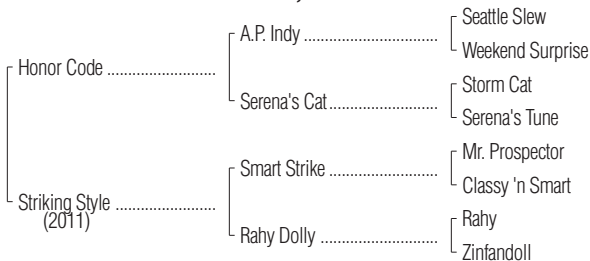 Seattle Slew
A.P. Indy ................................
Weekend Surprise
Honor Code .........................
Storm Cat
Serena's Cat..........................
Serena's Tune
Mr. Prospector
Smart Strike ..........................
Classy 'n Smart
Striking Style ........................
(2011)
Rahy
Rahy Dolly ............................
Zinfandoll